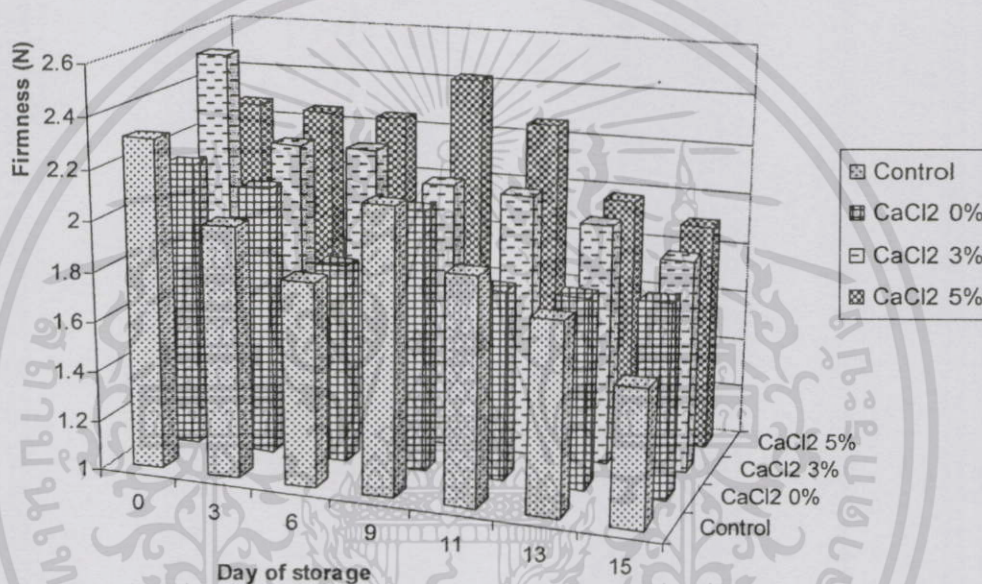 Firmness (N)
2.6
2.4
2.2
2
1.8
1.6
1.4
1.2
1
0
3
6
9
11
13
15
Day of storage
CaCl2 5%
CaCl2 3%
CaCl2 0%
Control
Control
CaCl2 0%
CaCl2 3%
CaCl2 5%